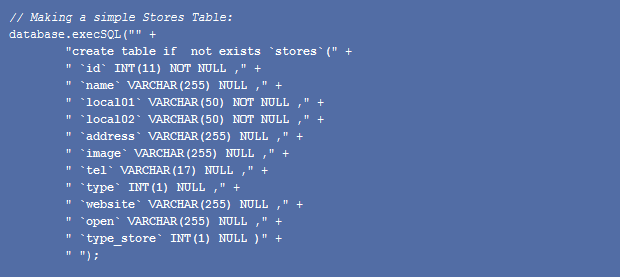 // Making a simple Stores Table:
database.execSQL("" +
"create table if  not exists `stores`(" +
" `id` INT(11) NOT NULL ," +
" `name` VARCHAR(255) NULL ," +
" `local01` VARCHAR(50) NOT NULL ," +
" `local02` VARCHAR(50) NOT NULL ," +
" `address` VARCHAR(255) NULL ," +
" `image` VARCHAR(255) NULL ," +
" `tel` VARCHAR(17) NULL ," +
" `type` INT(1) NULL ," +
" `website` VARCHAR(255) NULL ," +
" `open` VARCHAR(255) NULL ," +
" `type_store` INT(1) NULL )" +
" ");